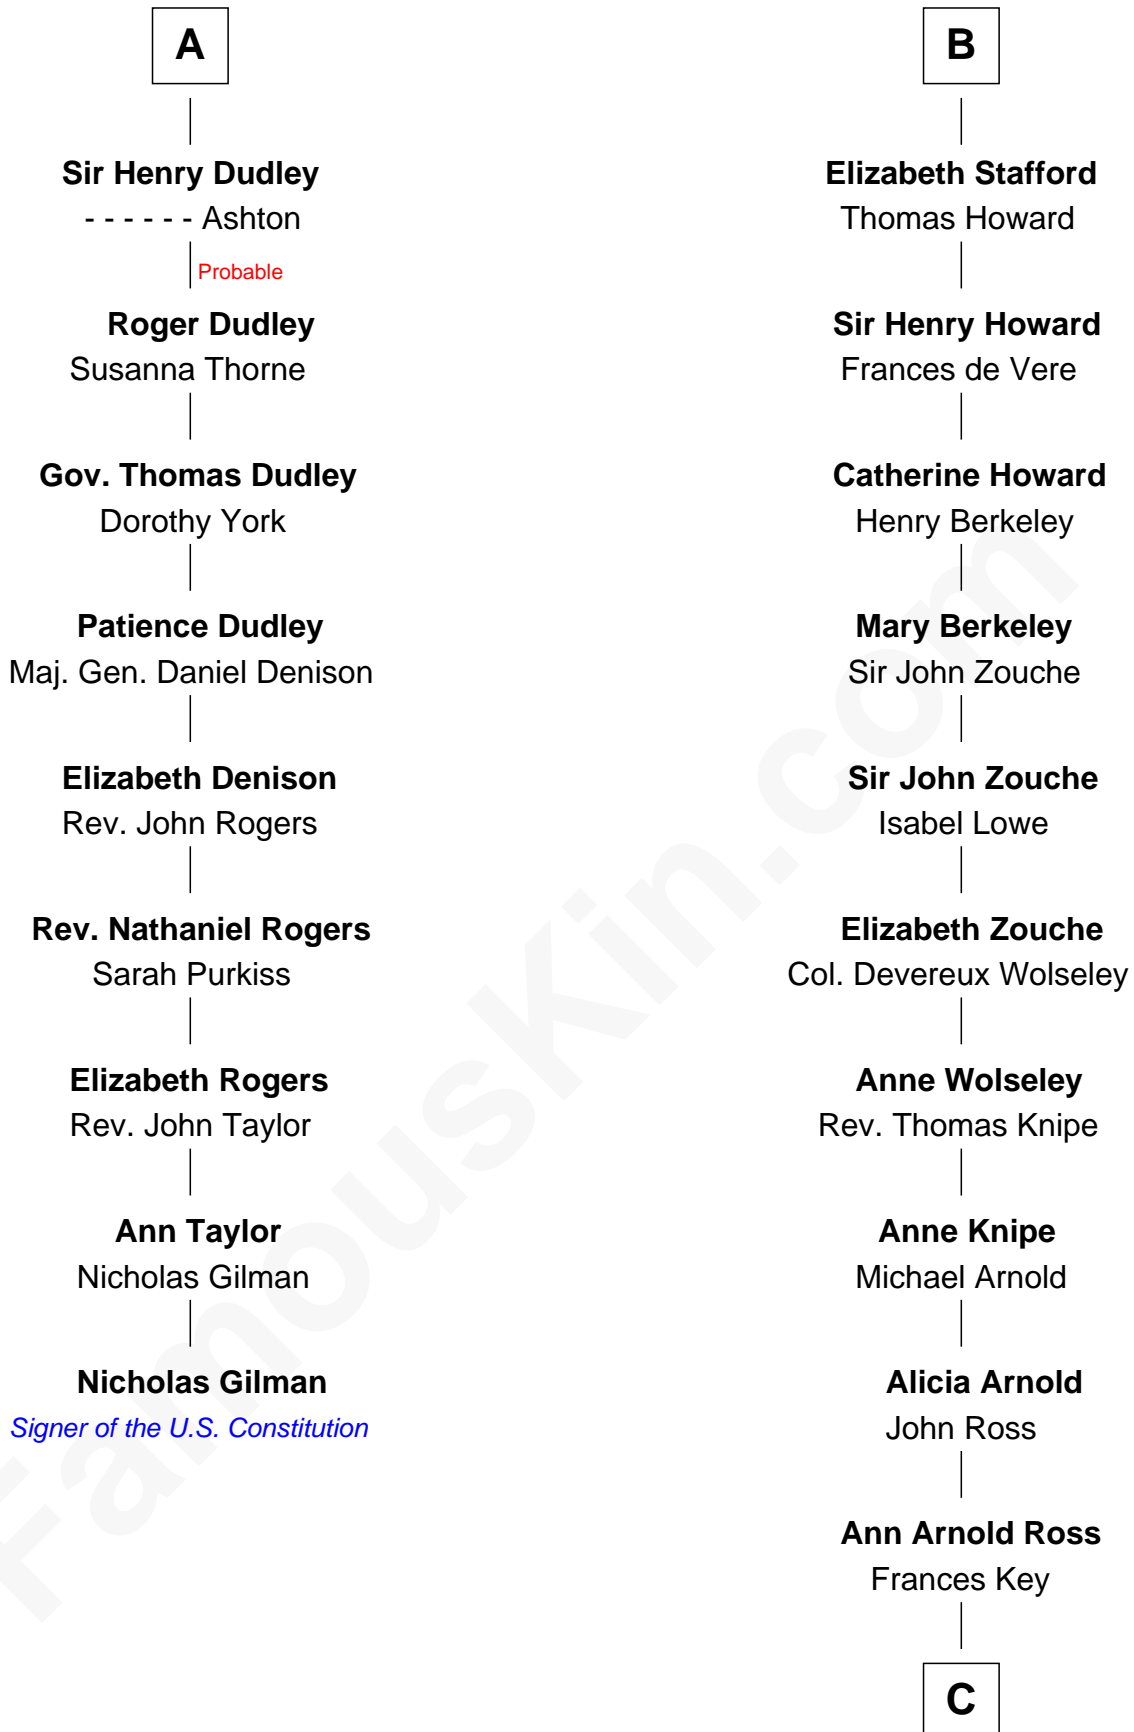 A
Sir Henry Dudley
- - - - - - Ashton
Probable
Roger Dudley
Susanna Thorne
Gov. Thomas Dudley
Dorothy York
Patience Dudley
Maj. Gen. Daniel Denison
Elizabeth Denison
Rev. John Rogers
Rev. Nathaniel Rogers
Sarah Purkiss
Elizabeth Rogers
Rev. John Taylor
Ann Taylor
Nicholas Gilman
Nicholas Gilman
Signer of the U.S. Constitution
B
Elizabeth Stafford
Thomas Howard
Sir Henry Howard
Frances de Vere
Catherine Howard
Henry Berkeley
Mary Berkeley
Sir John Zouche
Sir John Zouche
Isabel Lowe
Elizabeth Zouche
Col. Devereux Wolseley
Anne Wolseley
Rev. Thomas Knipe
Anne Knipe
Michael Arnold
Alicia Arnold
John Ross
Ann Arnold Ross
Frances Key
C
FamousKin.com